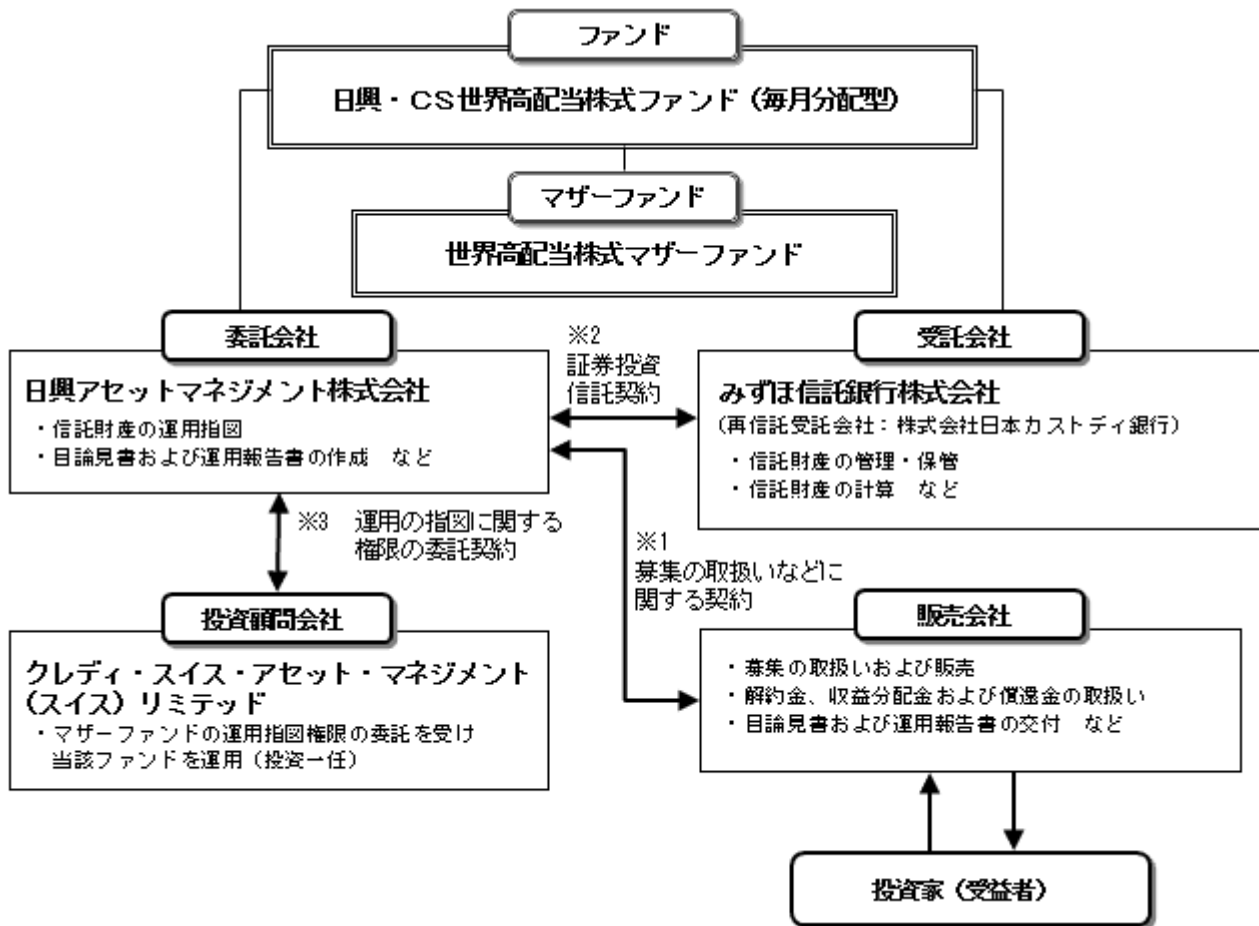 ファンド
日興・CS世界高配当株式ファンド（毎月分配型）
マザーファンド
世界高配当株式マザーファンド
委託会社
日興アセットマネジメント株式会社
・信託財産の運用指図
・目論見書および運用報告書の作成　など
※2
証券投資
信託契約
受託会社
みずほ信託銀行株式会社
（再信託受託会社：株式会社日本カストディ銀行）
・信託財産の管理・保管
・信託財産の計算　など
※3　運用の指図に関する
権限の委託契約
※1
募集の取扱いなどに
関する契約
投資顧問会社
クレディ・スイス・アセット・マネジメント
（スイス）リミテッド
・マザーファンドの運用指図権限の委託を受け
当該ファンドを運用（投資一任）
販売会社
・募集の取扱いおよび販売
・解約金、収益分配金および償還金の取扱い
・目論見書および運用報告書の交付　など
投資家（受益者）